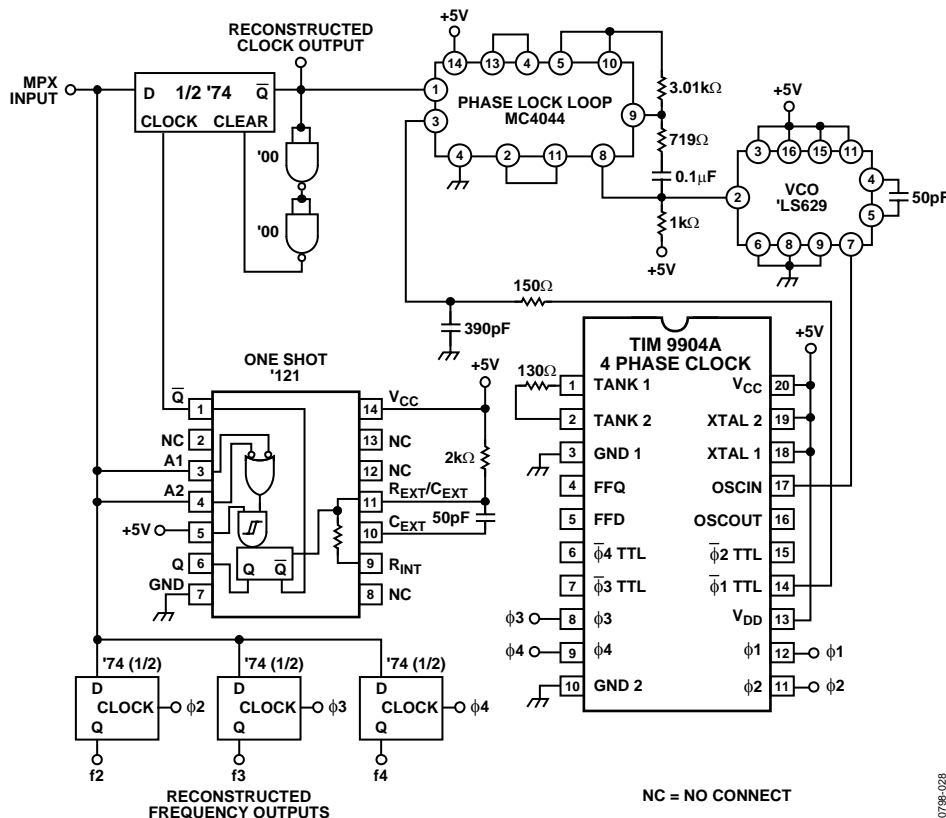 RECONSTRUCTED
CLOCK OUTPUT
MPX
INPUT
D 1/2 '74 Q̅
CLOCK CLEAR
'00
'00
+5V
14 13 4 5 10
1
3
PHASE LOCK LOOP
MC4044
9
4 2 11 8
3.01kΩ
719Ω
0.1μF
1kΩ
+5V
+5V
3 16 15 11
2
VCO
'LS629
4
5
50pF
6 8 9 7
150Ω
390pF
ONE SHOT
'121
+5V
Q̅ 1
NC 2
A1 3
A2 4
+5V 5
Q 6
GND 7
Q Q̅
14 VCC
13 NC
12 NC
11 REXT/CEXT
10 CEXT
9 RINT
8 NC
2kΩ
50pF
TIM 9904A
4 PHASE CLOCK
+5V
130Ω
1 TANK 1
2 TANK 2
3 GND 1
4 FFQ
5 FFD
6 ϕ̅4 TTL
7 ϕ̅3 TTL
ϕ3 8 ϕ3
ϕ4 9 ϕ4
10 GND 2
VCC 20
XTAL 2 19
XTAL 1 18
OSCIN 17
OSCOUT 16
ϕ̅2 TTL 15
ϕ̅1 TTL 14
VDD 13
ϕ1 12 ϕ1
ϕ2 11 ϕ2
'74 (1/2) '74 (1/2) '74 (1/2)
D D D
CLOCK ϕ2 CLOCK ϕ3 CLOCK ϕ4
Q Q Q
f2 f3 f4
RECONSTRUCTED
FREQUENCY OUTPUTS
NC = NO CONNECT
0798-028